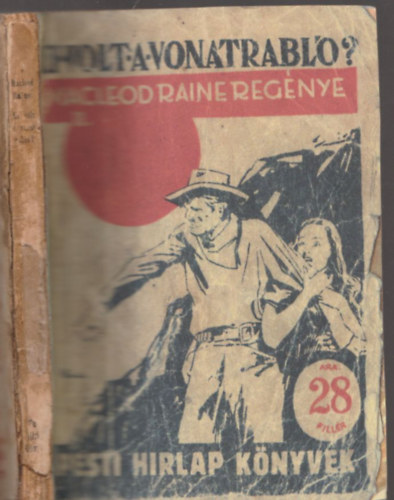 KI·VOLT·A·VONATRABLÓ?
MACLEOD RAINE REGÉNYE
ÁRA
28
FILLÉR
PESTI HIRLAP KÖNYVEK